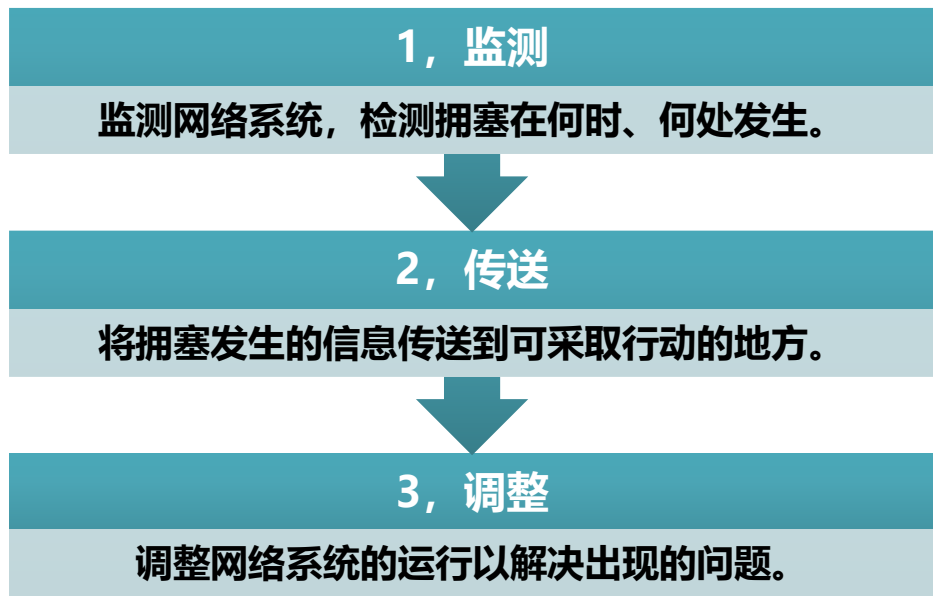 1，监测
监测网络系统，检测拥塞在何时、何处发生。
2，传送
将拥塞发生的信息传送到可采取行动的地方。
3，调整
调整网络系统的运行以解决出现的问题。